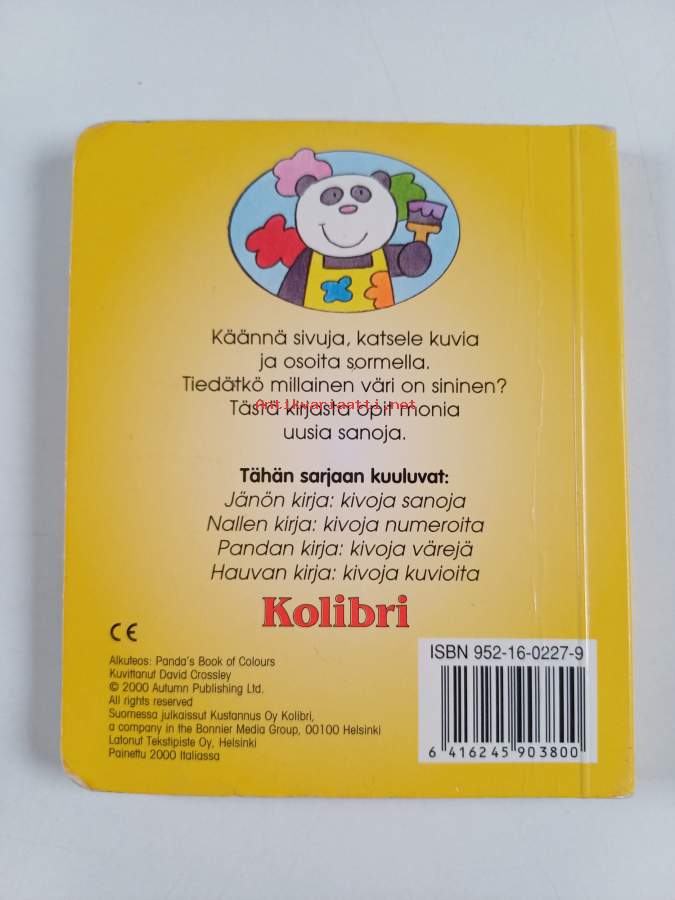 Käännä sivuja, katsele kuvia
ja osoita sormella.
Tiedätkö millainen väri on sininen?
Antikvariaatti.net
Tästä kirjasta opit monia
uusia sanoja.
Tähän sarjaan kuuluvat:
Jänön kirja: kivoja sanoja
Nallen kirja: kivoja numeroita
Pandan kirja: kivoja värejä
Hauvan kirja: kivoja kuvioita
Kolibri
CE
ISBN 952-16-0227-9
Alkuteos: Panda's Book of Colours
Kuvittanut David Crossley
© 2000 Autumn Publishing Ltd.
All rights reserved
Suomessa julkaissut Kustannus Oy Kolibri,
a company in the Bonnier Media Group, 00100 Helsinki
Latonut Tekstipiste Oy, Helsinki
Painettu 2000 Italiassa
6 416245 903800